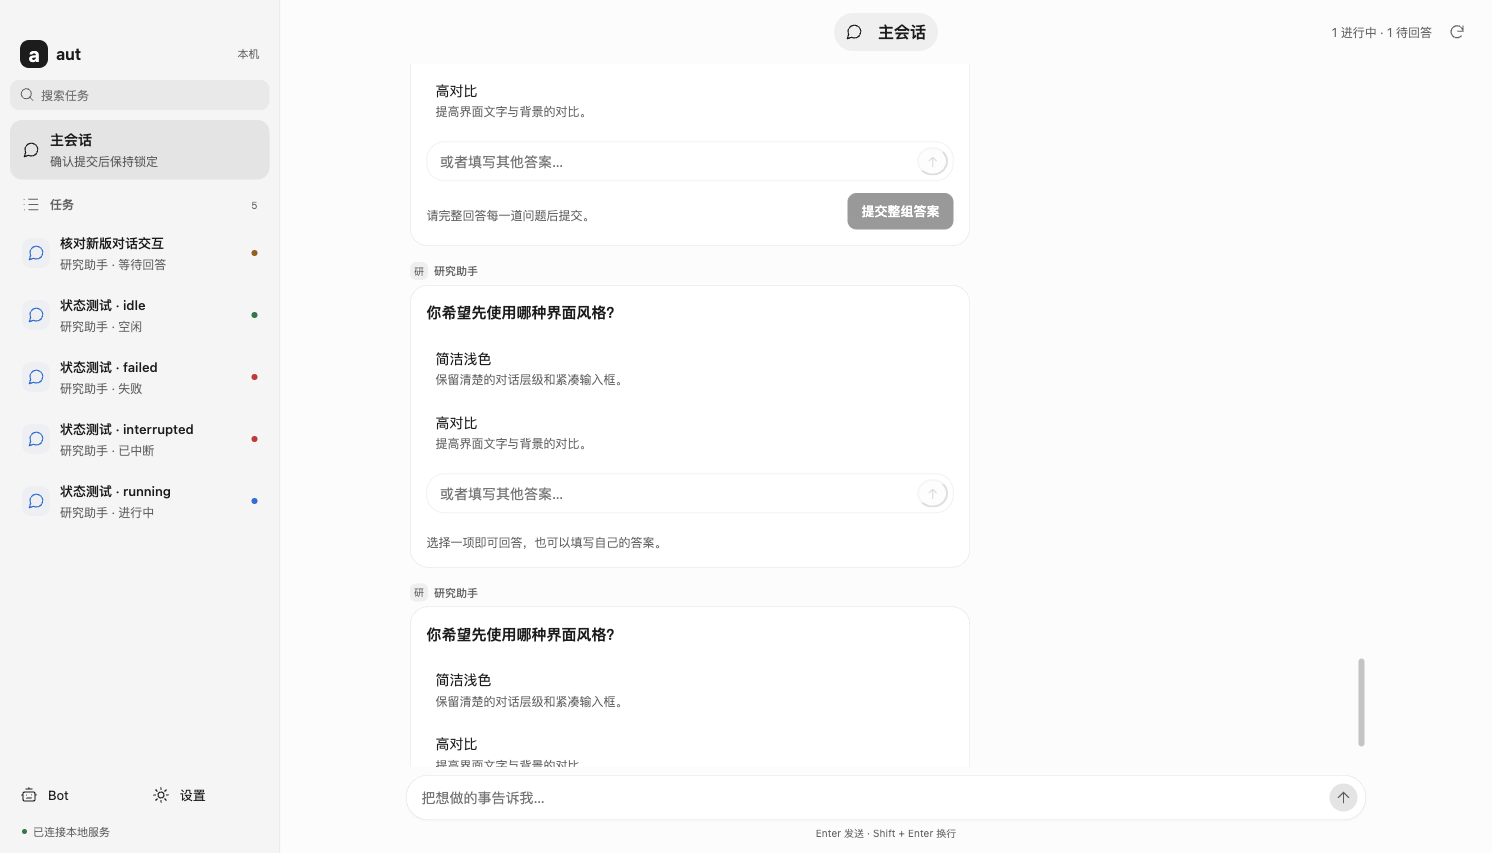 a aut
本机
搜索任务
主会话
确认提交后保持锁定
任务
5
核对新版对话交互
研究助手 · 等待回答
状态测试 · idle
研究助手 · 空闲
状态测试 · failed
研究助手 · 失败
状态测试 · interrupted
研究助手 · 已中断
状态测试 · running
研究助手 · 进行中
Bot
设置
已连接本地服务
主会话
1 进行中 · 1 待回答
高对比
提高界面文字与背景的对比。
或者填写其他答案...
请完整回答每一道问题后提交。
提交整组答案
研 研究助手
你希望先使用哪种界面风格?
简洁浅色
保留清楚的对话层级和紧凑输入框。
高对比
提高界面文字与背景的对比。
或者填写其他答案...
选择一项即可回答，也可以填写自己的答案。
研 研究助手
你希望先使用哪种界面风格?
简洁浅色
保留清楚的对话层级和紧凑输入框。
高对比
提高界面文字与背景的对比
把想做的事告诉我...
Enter 发送 · Shift + Enter 换行